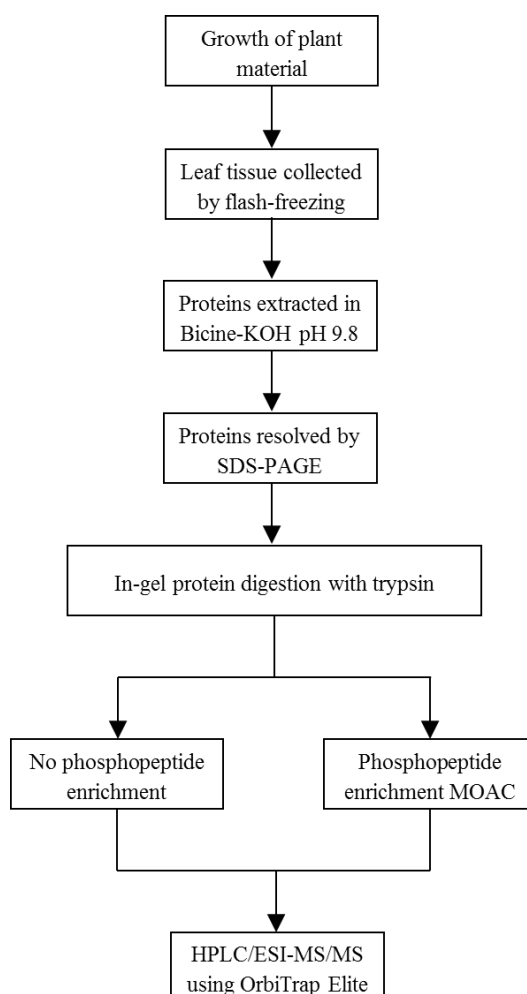 Growth of plant
material
Leaf tissue collected
by flash-freezing
Proteins extracted in
Bicine-KOH pH 9.8
Proteins resolved by
SDS-PAGE
In-gel protein digestion with trypsin
No phosphopeptide
enrichment
Phosphopeptide
enrichment MOAC
HPLC/ESI-MS/MS
using OrbiTrap Elite